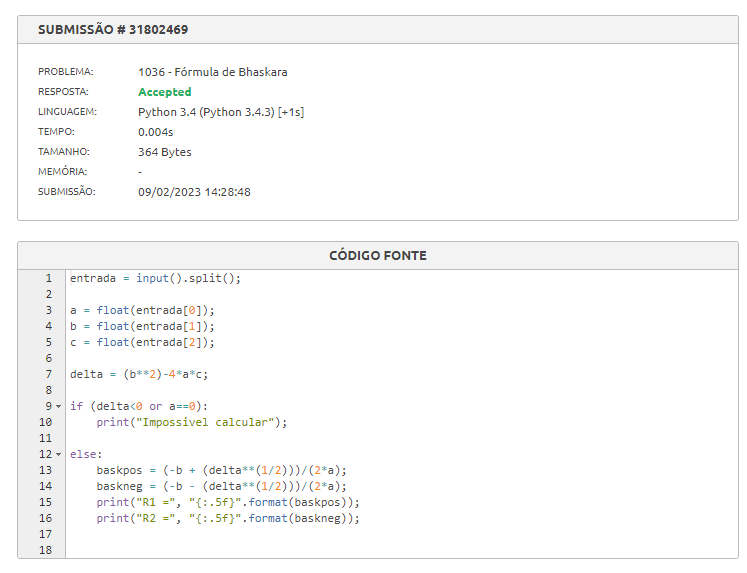 SUBMISSÃO # 31802469
PROBLEMA: 1036 - Fórmula de Bhaskara
RESPOSTA: Accepted
LINGUAGEM: Python 3.4 (Python 3.4.3) [+1s]
TEMPO: 0.004s
TAMANHO: 364 Bytes
MEMÓRIA: -
SUBMISSÃO: 09/02/2023 14:28:48
CÓDIGO FONTE
1 entrada = input().split();
2
3 a = float(entrada[0]);
4 b = float(entrada[1]);
5 c = float(entrada[2]);
6
7 delta = (b**2)-4*a*c;
8
9 if (delta<0 or a==0):
10     print("Impossivel calcular");
11
12 else:
13     baskpos = (-b + (delta**(1/2)))/(2*a);
14     baskneg = (-b - (delta**(1/2)))/(2*a);
15     print("R1 =", "{:.5f}".format(baskpos));
16     print("R2 =", "{:.5f}".format(baskneg));
17
18